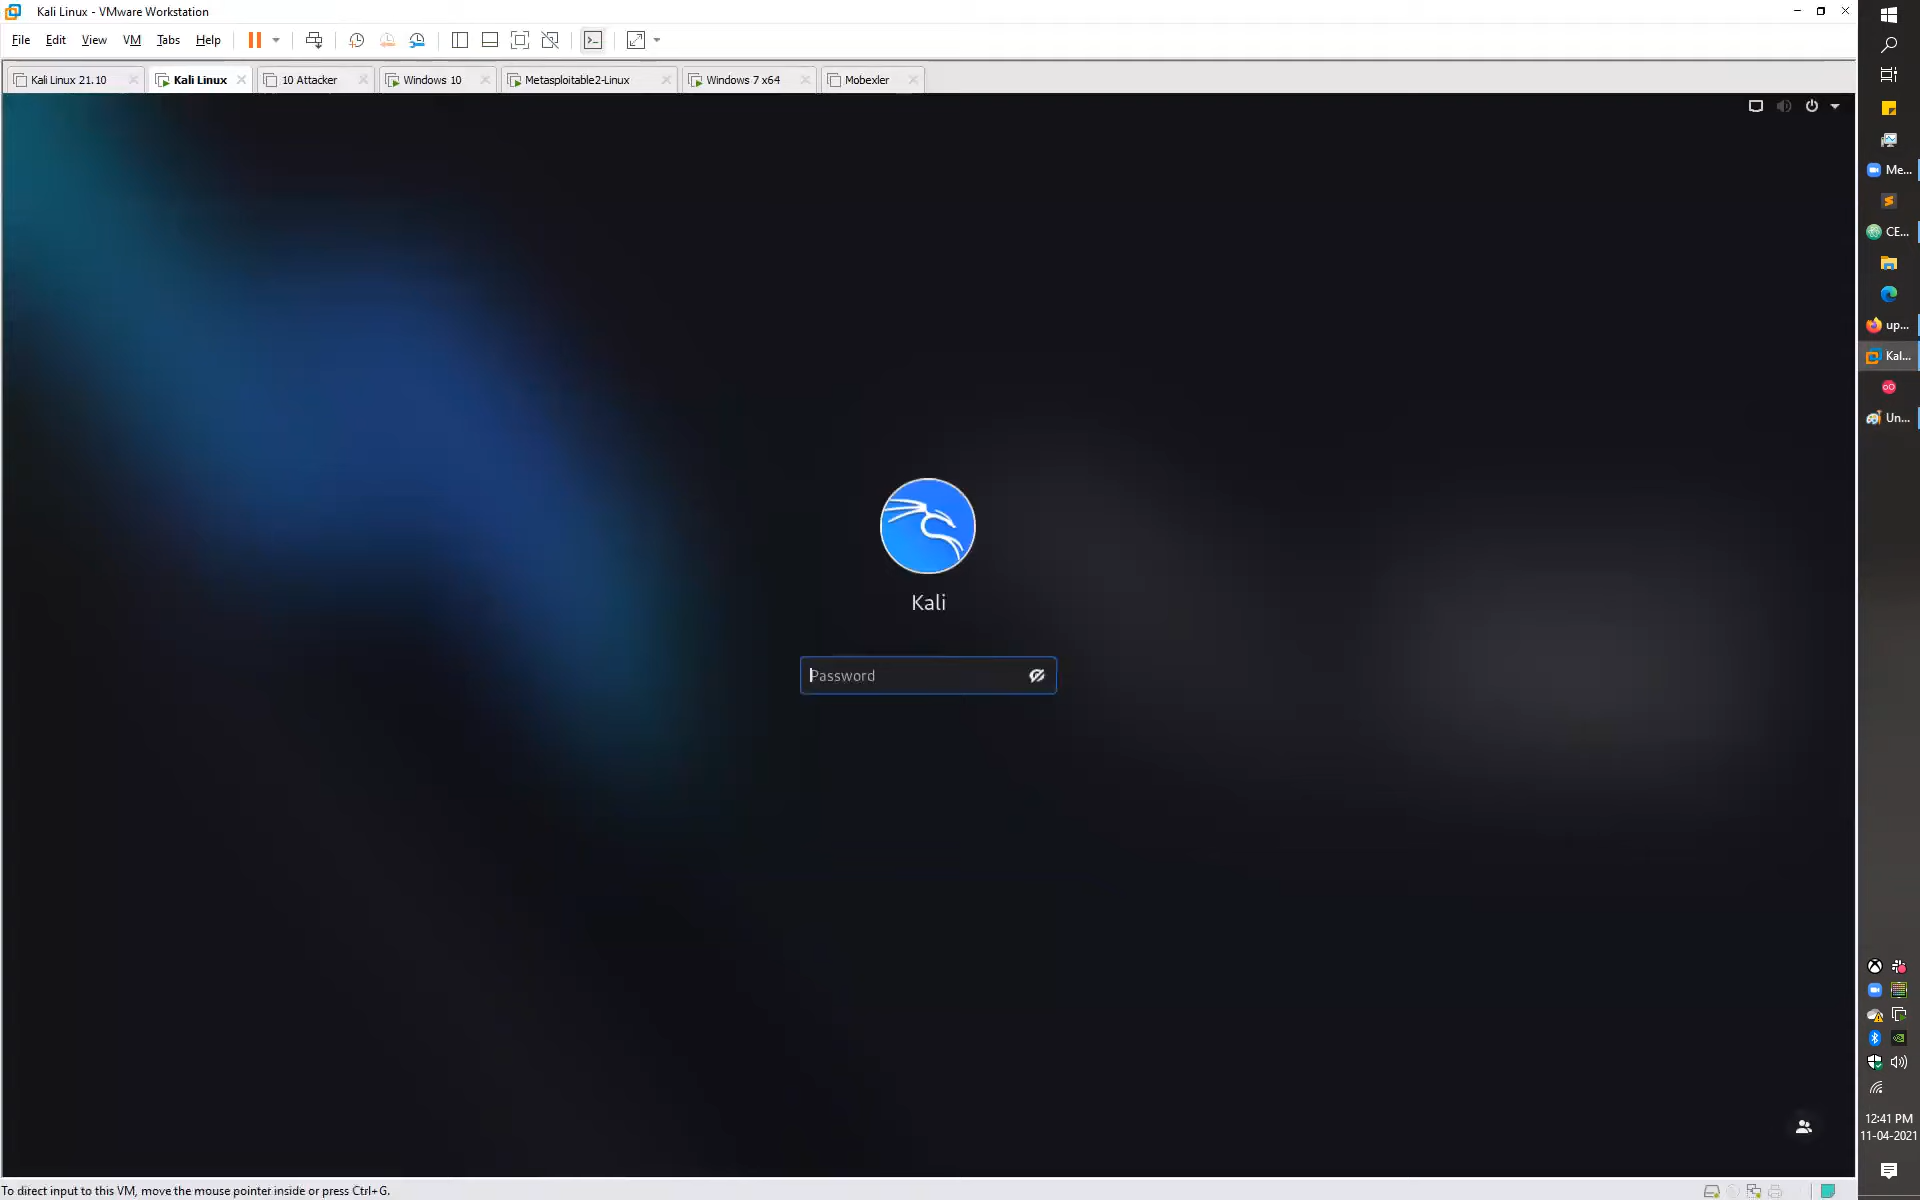 Kali Linux - VMware Workstation
File Edit View VM Tabs Help
Kali Linux 21.10 Kali Linux 10 Attacker Windows 10 Metasploitable2-Linux Windows 7 x64 Mobexler
Me...
CE...
up...
Kal...
Un...
Kali
Password
12:41 PM
11-04-2021
To direct input to this VM, move the mouse pointer inside or press Ctrl+G.